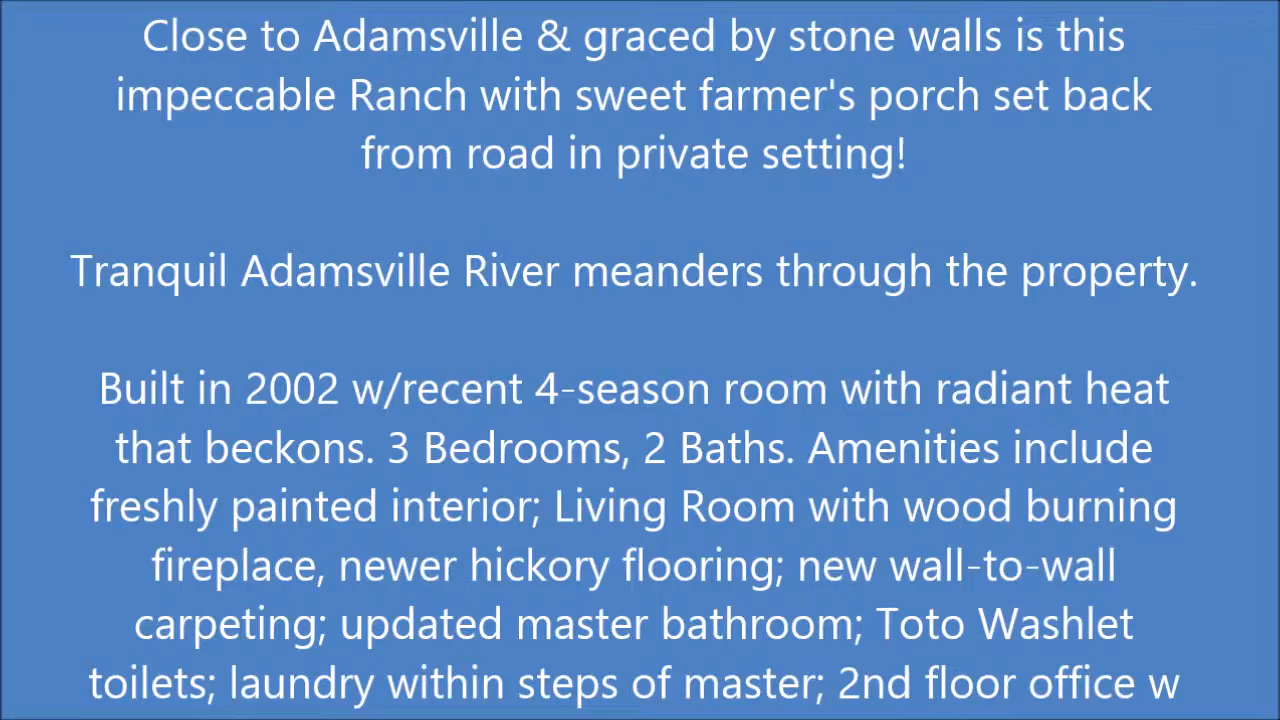 Close to Adamsville & graced by stone walls is this
impeccable Ranch with sweet farmer's porch set back
from road in private setting!
Tranquil Adamsville River meanders through the property.
Built in 2002 w/recent 4-season room with radiant heat
that beckons. 3 Bedrooms, 2 Baths. Amenities include
freshly painted interior; Living Room with wood burning
fireplace, newer hickory flooring; new wall-to-wall
carpeting; updated master bathroom; Toto Washlet
toilets; laundry within steps of master; 2nd floor office w